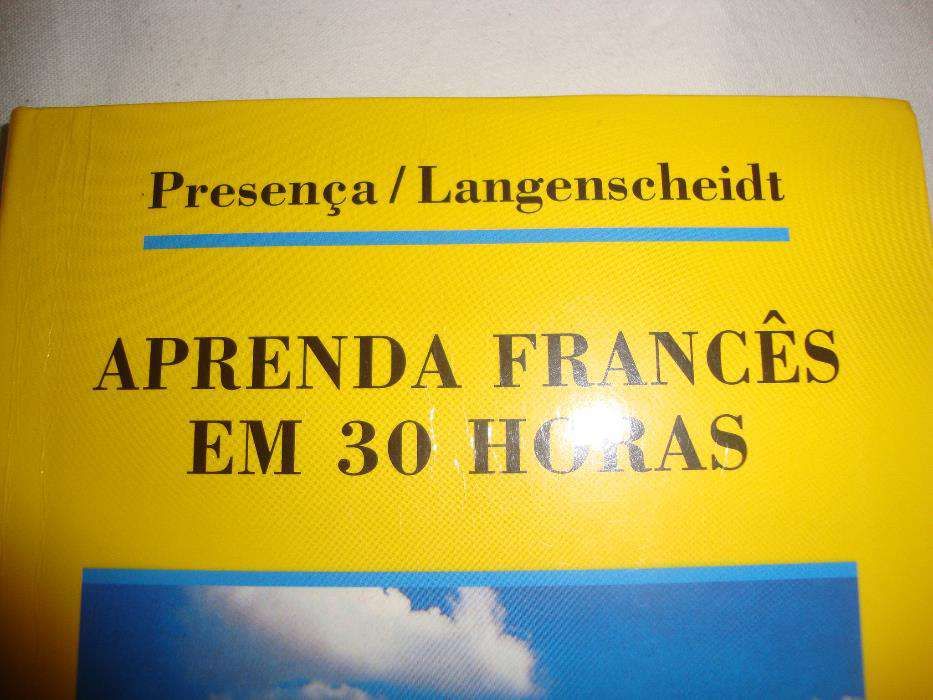 Presença / Langenscheidt
APRENDA FRANCÊS
EM 30 HORAS